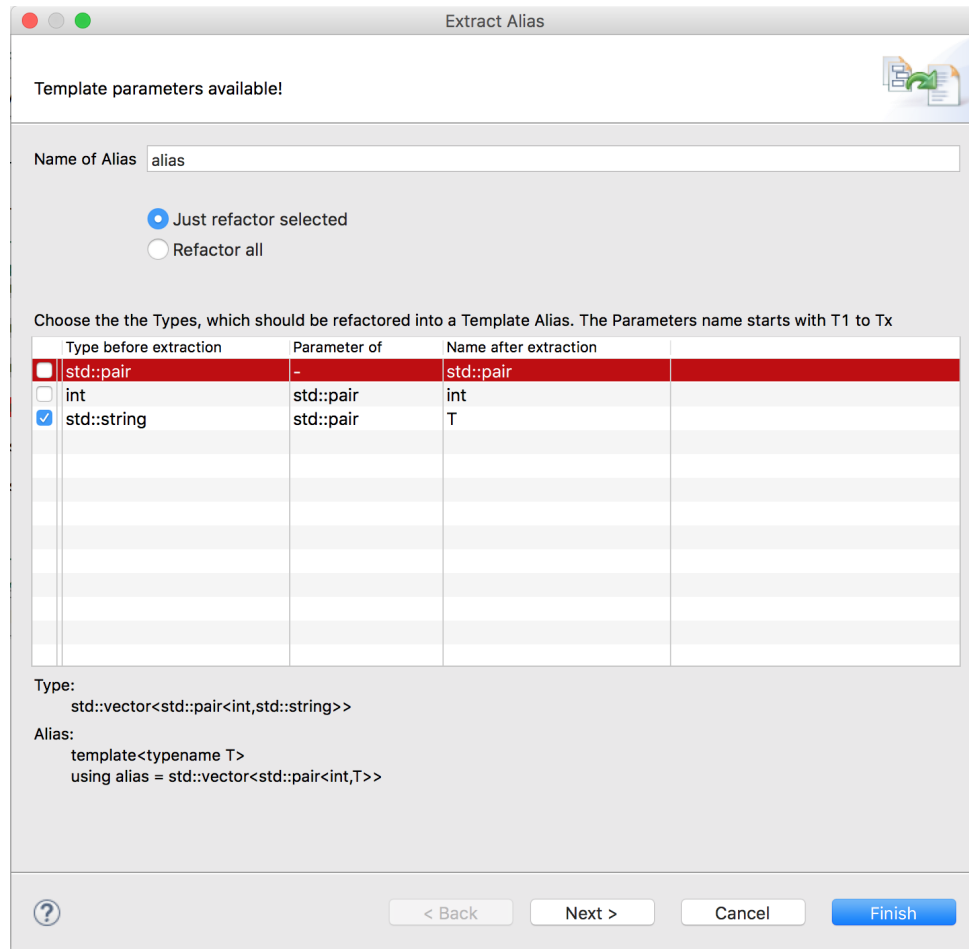 Extract Alias
Template parameters available!
Name of Alias alias
Just refactor selected
Refactor all
Choose the the Types, which should be refactored into a Template Alias. The Parameters name starts with T1 to Tx
Type before extraction Parameter of Name after extraction
std::pair - std::pair
int std::pair int
std::string std::pair T
Type:
std::vector<std::pair<int,std::string>>
Alias:
template<typename T>
using alias = std::vector<std::pair<int,T>>
? < Back Next > Cancel Finish